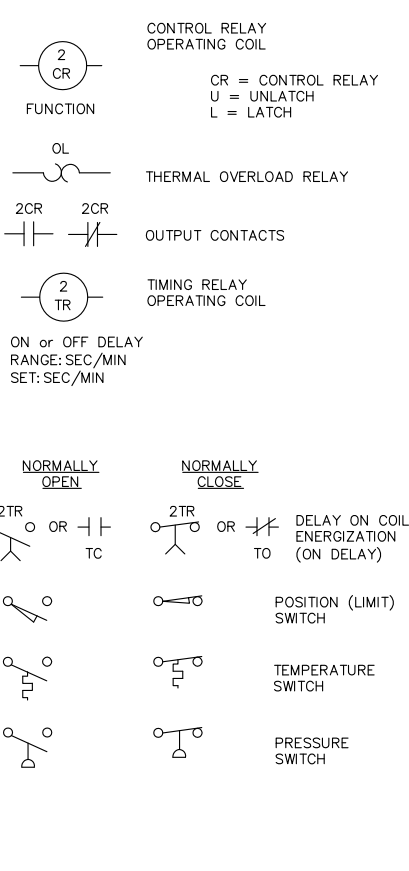 CONTROL RELAY
OPERATING COIL
2
CR
CR = CONTROL RELAY
U = UNLATCH
L = LATCH
FUNCTION
OL
THERMAL OVERLOAD RELAY
2CR 2CR
OUTPUT CONTACTS
2
TR
TIMING RELAY
OPERATING COIL
ON or OFF DELAY
RANGE: SEC/MIN
SET: SEC/MIN
NORMALLY
OPEN
NORMALLY
CLOSE
2TR
OR
TC
2TR
OR
TO
DELAY ON COIL
ENERGIZATION
(ON DELAY)
POSITION (LIMIT)
SWITCH
TEMPERATURE
SWITCH
PRESSURE
SWITCH